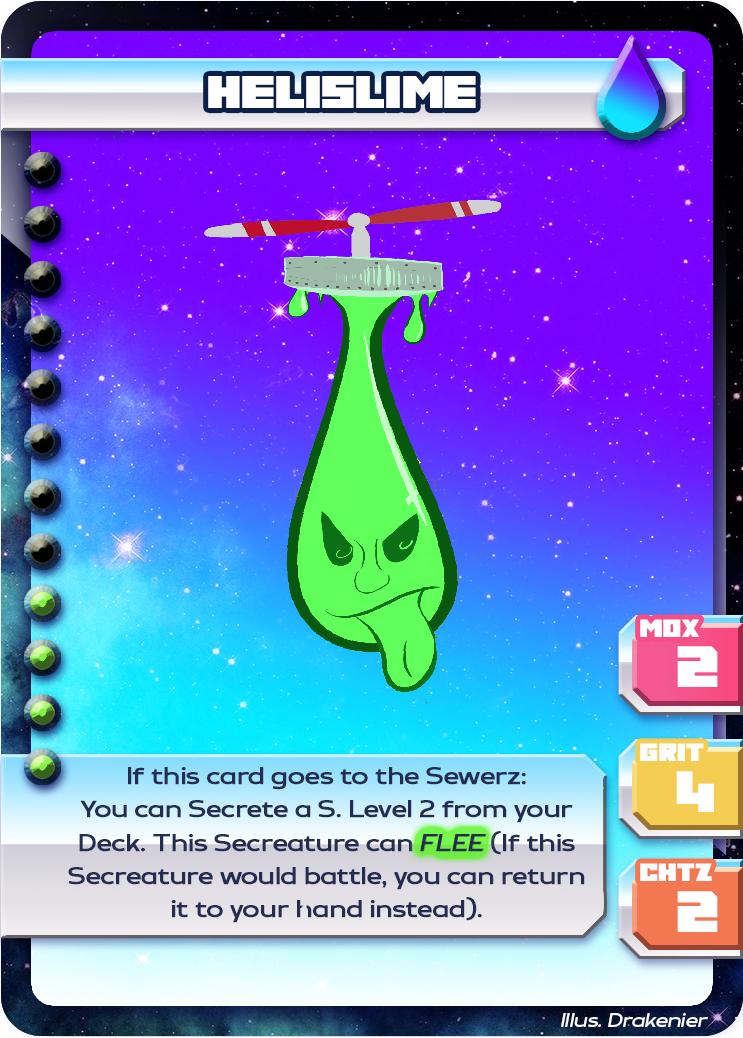 HELISLIME
MOX
2
GRIT
4
CHTZ
2
If this card goes to the Sewerz:
You can Secrete a S. Level 2 from your
Deck. This Secreature can FLEE (If this
Secreature would battle, you can return
it to your hand instead).
Illus. Drakenier